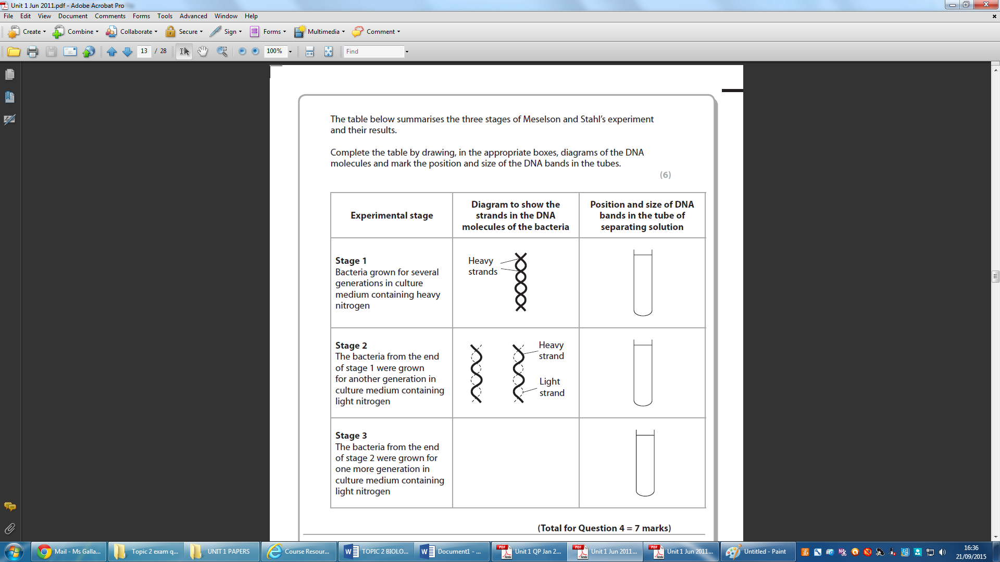 Unit 1 Jun 2011.pdf - Adobe Acrobat Pro
File Edit View Document Comments Forms Tools Advanced Window Help
Create Combine Collaborate Secure Sign Forms Multimedia Comment
13 / 28 100% Find
The table below summarises the three stages of Meselson and Stahl's experiment
and their results.
Complete the table by drawing, in the appropriate boxes, diagrams of the DNA
molecules and mark the position and size of the DNA bands in the tubes.
(6)
Experimental stage
Diagram to show the
strands in the DNA
molecules of the bacteria
Position and size of DNA
bands in the tube of
separating solution
Stage 1
Bacteria grown for several
generations in culture
medium containing heavy
nitrogen
Heavy
strands
Stage 2
The bacteria from the end
of stage 1 were grown
for another generation in
culture medium containing
light nitrogen
Heavy
strand
Light
strand
Stage 3
The bacteria from the end
of stage 2 were grown for
one more generation in
culture medium containing
light nitrogen
(Total for Question 4 = 7 marks)
Mail - Ms Galla... Topic 2 exam q... UNIT 1 PAPERS Course Resour... TOPIC 2 BIOLO... Document1 - ... Unit 1 QP Jan 2... Unit 1 Jun 2011... Unit 1 Jun 2011... Untitled - Paint
16:36
21/09/2015